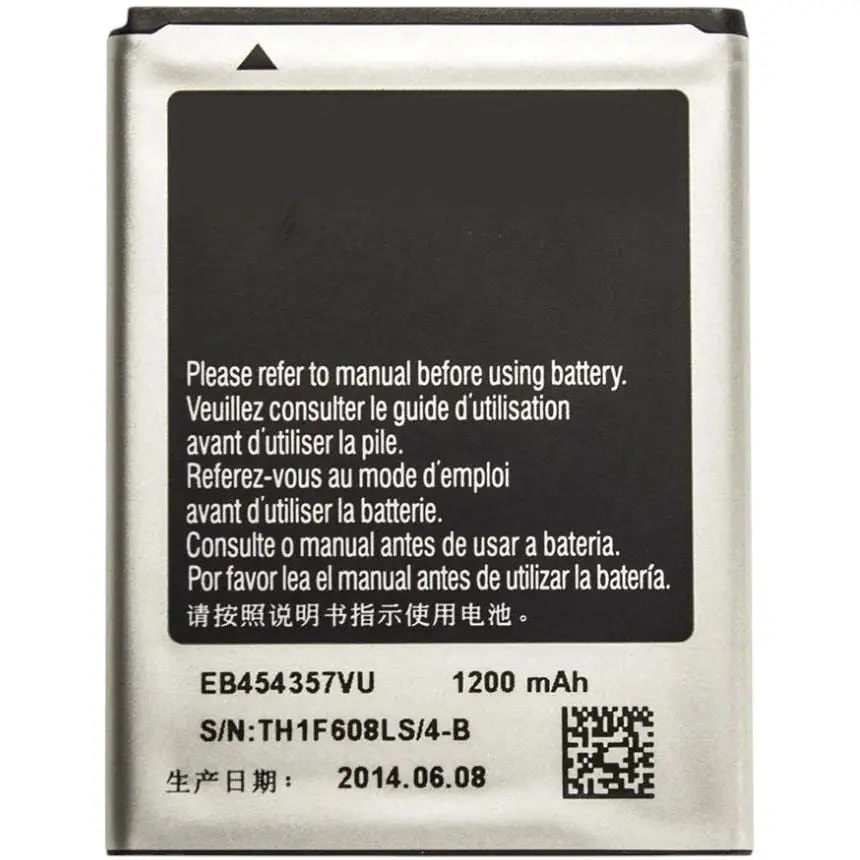 Please refer to manual before using battery.
Veuillez consulter le guide d'utilisation
avant d'utiliser la pile.
Referez-vous au mode d'emploi
avant d'utiliser la batterie.
Consulte o manual antes de usar a bateria.
Por favor lea el manual antes de utilizar la batería.
请按照说明书指示使用电池。
EB454357VU 1200 mAh
S/N:TH1F608LS/4-B
生产日期: 2014.06.08